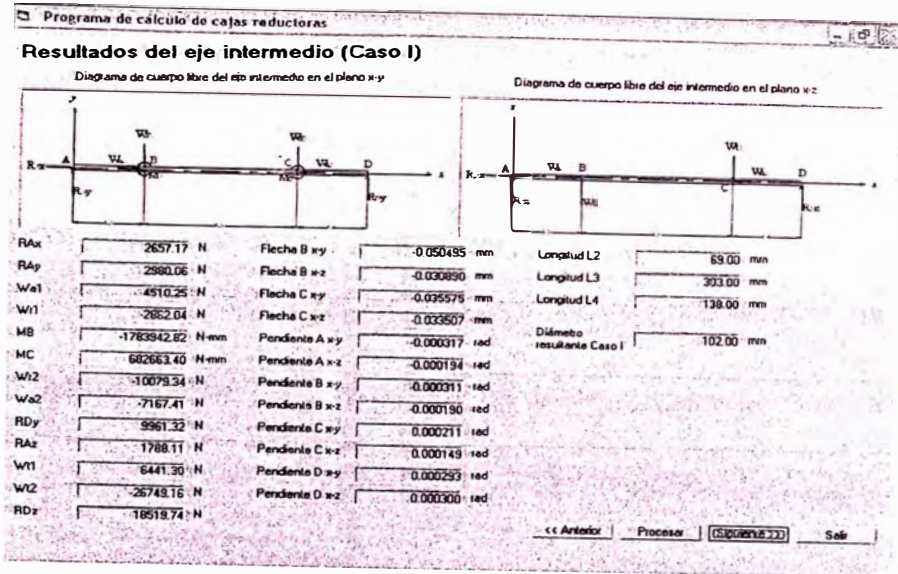 Programa de cálculo de cajas reductoras
Resultados del eje intermedio (Caso I)
Diagrama de cuerpo libre del eje intermedio en el plano x-y
Diagrama de cuerpo libre del eje intermedio en el plano x-z
y
A B C D x
R-y R-y
z
A B C D x
RAx 2657.17 N
RAy 2980.06 N
Wa1 -4510.25 N
Wr1 -2862.04 N
MB -1783942.82 N-mm
MC 682663.40 N-mm
Wr2 -10079.34 N
Wa2 -7167.41 N
RDy 9961.32 N
RAz 1788.11 N
Wt1 6441.30 N
Wt2 -26749.16 N
RDz 18519.74 N
Flecha B x-y -0.050495 mm
Flecha B x-z -0.030890 mm
Flecha C x-y -0.035575 mm
Flecha C x-z -0.033507 mm
Pendiente A x-y -0.000317 rad
Pendiente A x-z -0.000194 rad
Pendiente B x-y -0.000311 rad
Pendiente B x-z -0.000190 rad
Pendiente C x-y 0.000211 rad
Pendiente C x-z 0.000149 rad
Pendiente D x-y 0.000293 rad
Pendiente D x-z 0.000300 rad
Longitud L2 69.00 mm
Longitud L3 303.00 mm
Longitud L4 138.00 mm
Diámetro
resultante Caso I 102.00 mm
<< Anterior Procesar Siguiente >> Salir